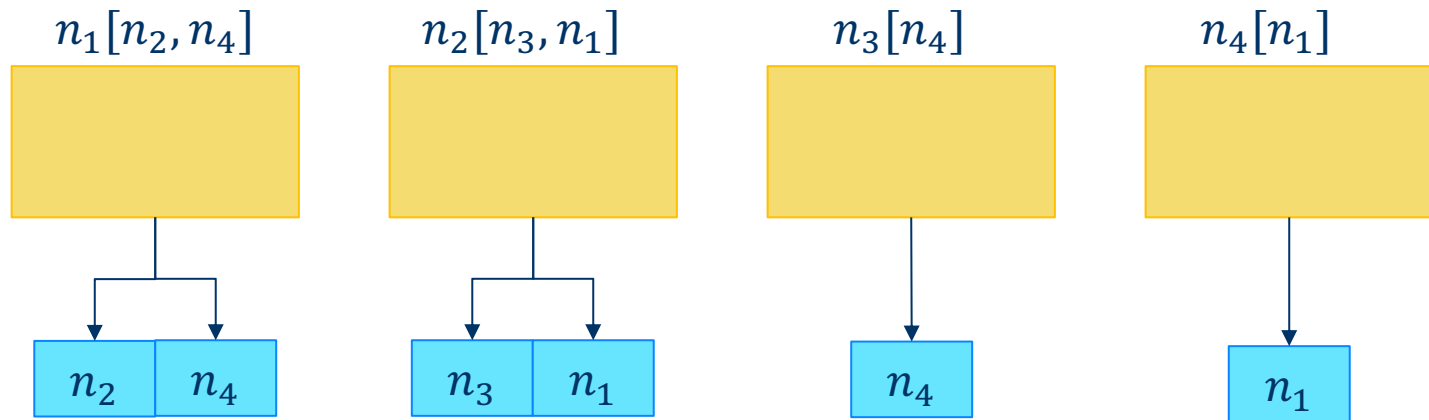 n₁[n₂, n₄] n₂[n₃, n₁] n₃[n₄] n₄[n₁]
n₂ n₄ n₃ n₁ n₄ n₁